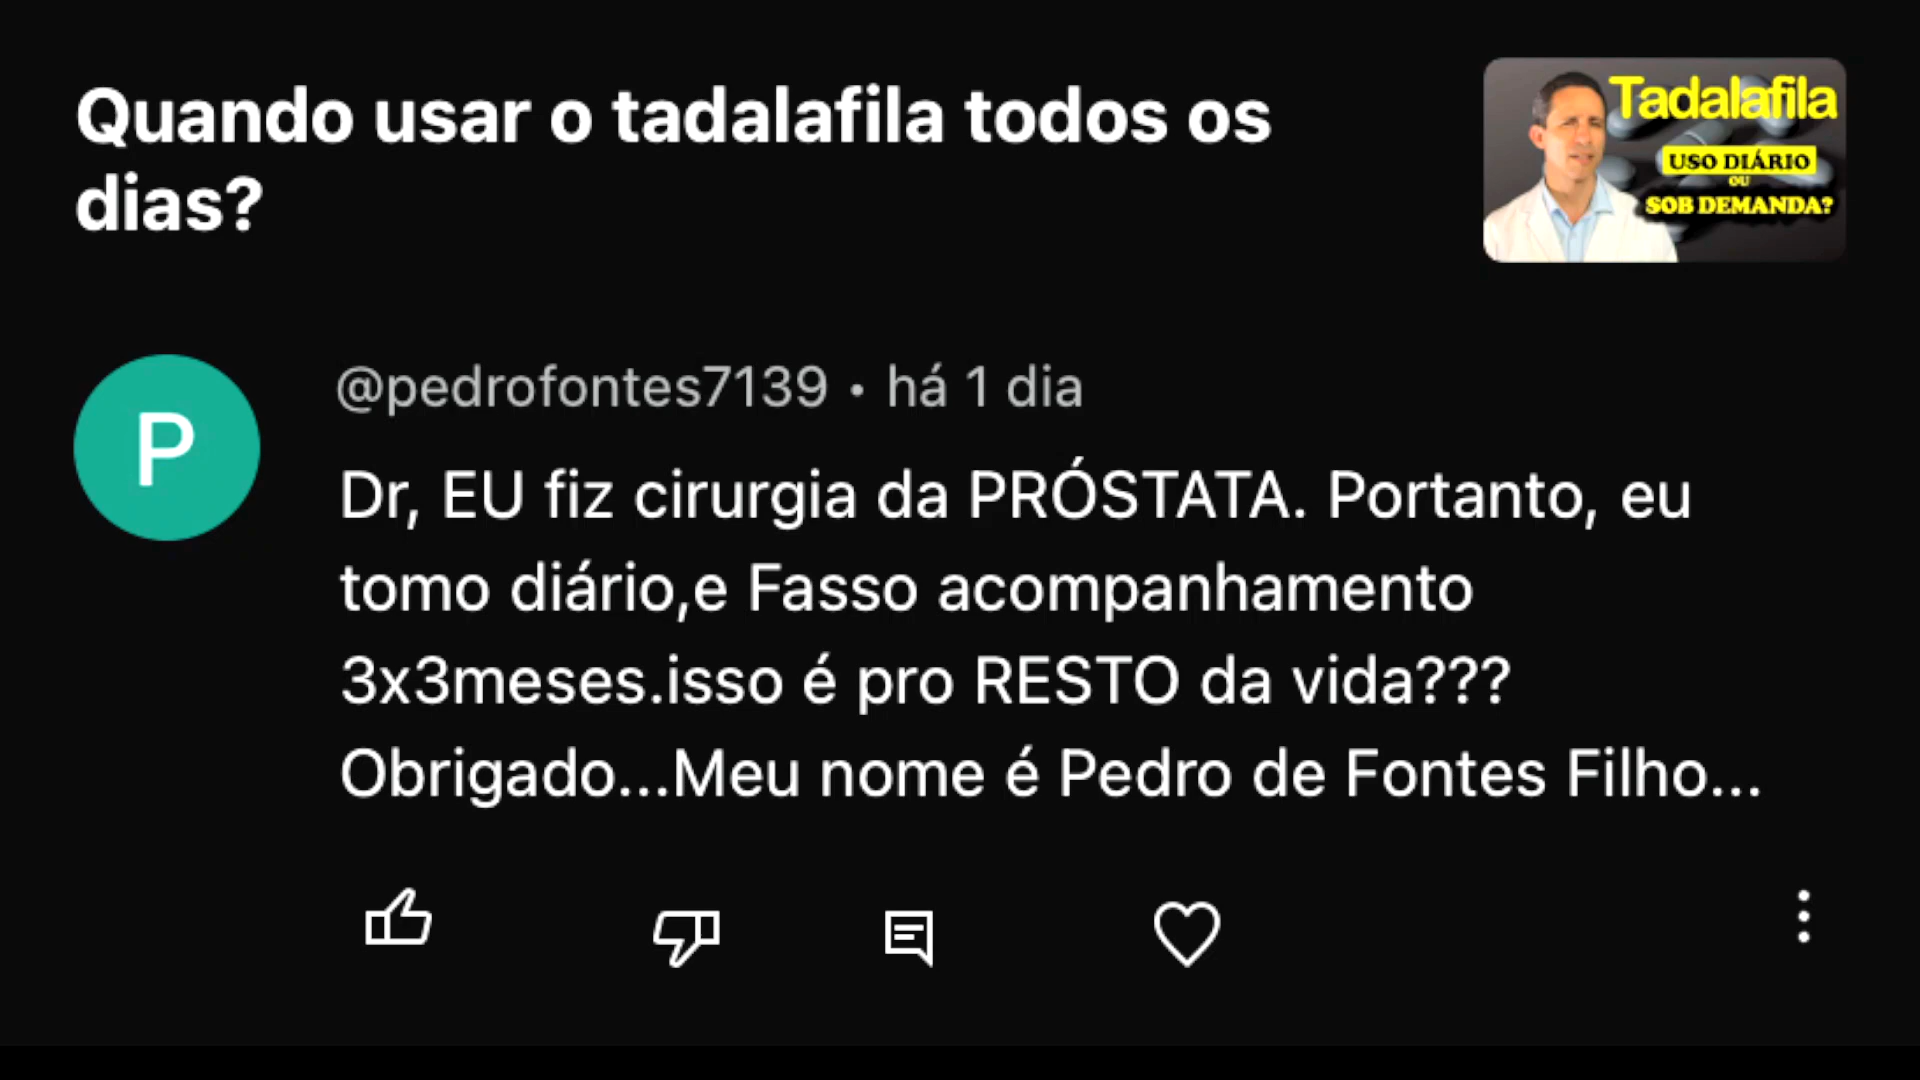 Quando usar o tadalafila todos os
dias?
Tadalafila
USO DIÁRIO
OU
SOB DEMANDA?
P
@pedrofontes7139 • há 1 dia
Dr, EU fiz cirurgia da PRÓSTATA. Portanto, eu
tomo diário,e Fasso acompanhamento
3x3meses.isso é pro RESTO da vida???
Obrigado...Meu nome é Pedro de Fontes Filho...